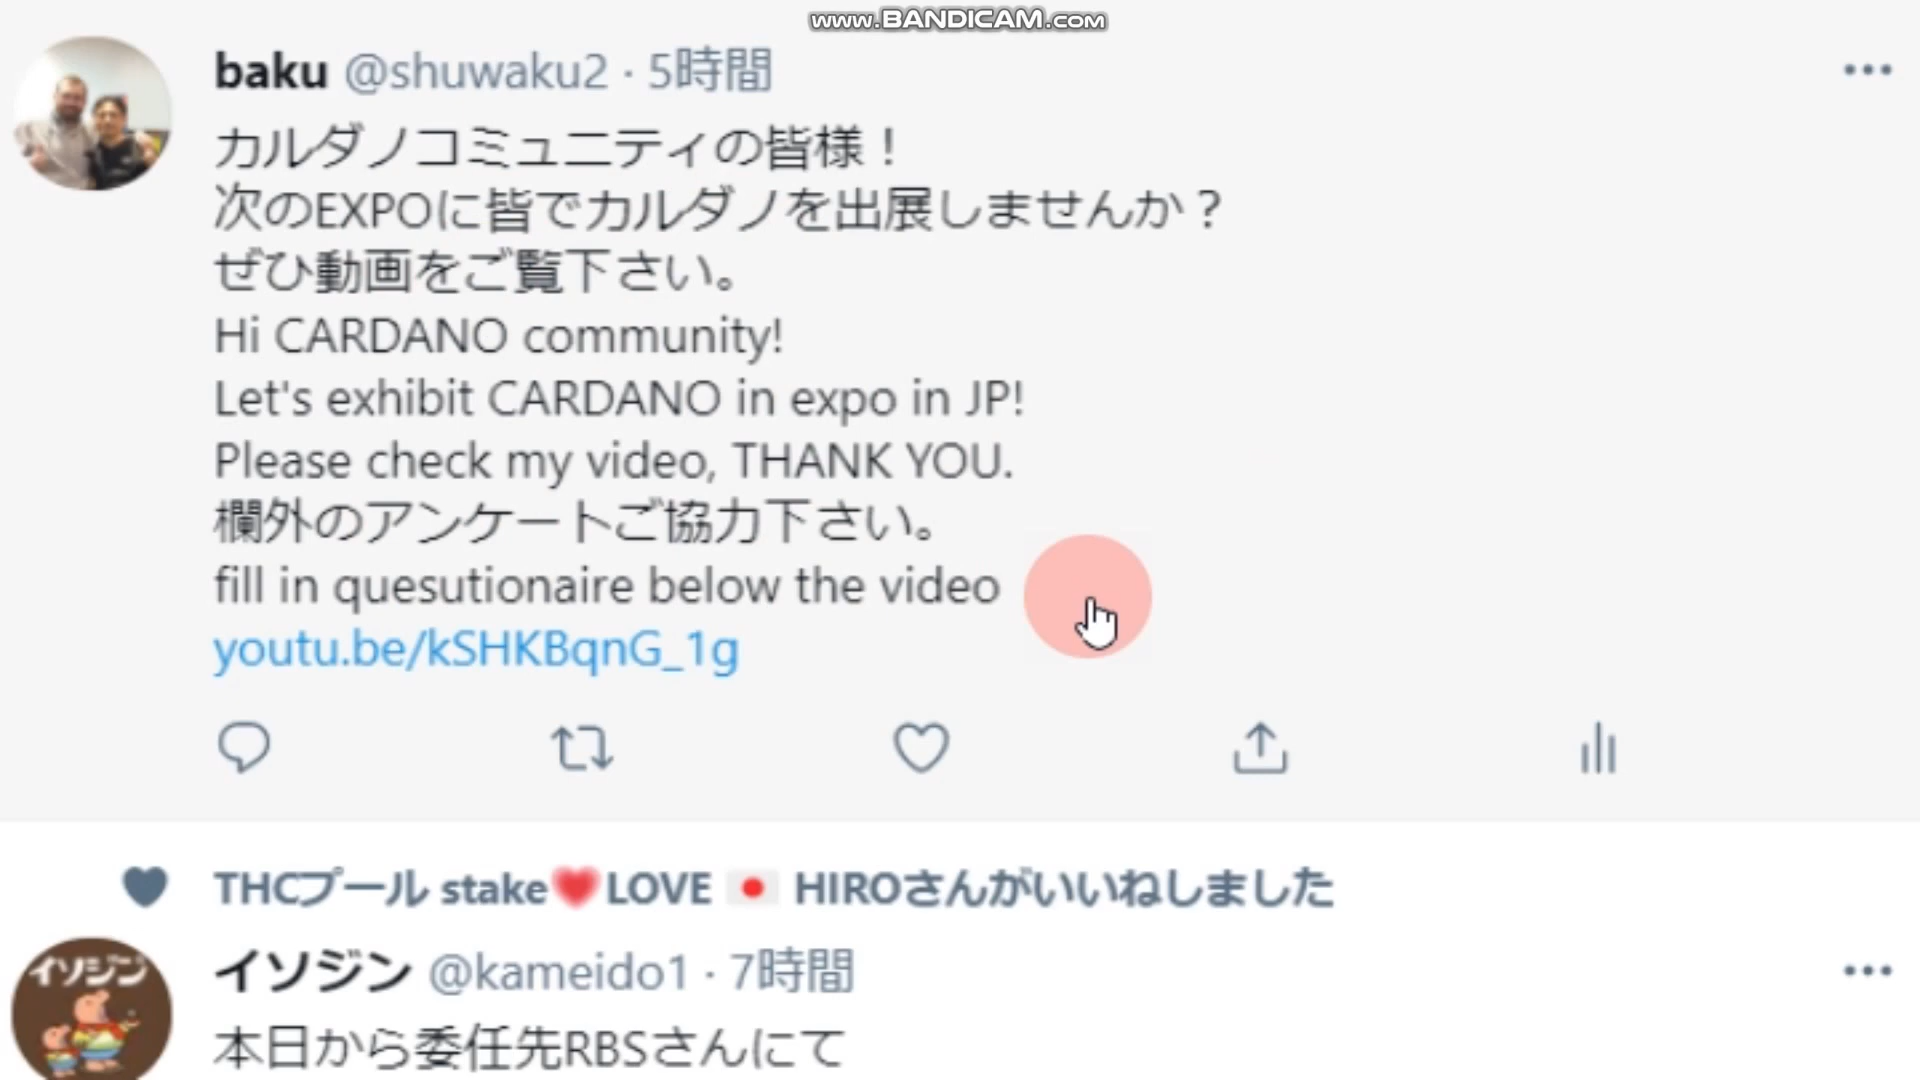 www.BANDICAM.com
baku @shuwaku2 · 5時間
カルダノコミュニティの皆様！
次のEXPOに皆でカルダノを出展しませんか？
ぜひ動画をご覧下さい。
Hi CARDANO community!
Let's exhibit CARDANO in expo in JP!
Please check my video, THANK YOU.
欄外のアンケートご協力下さい。
fill in quesutionaire below the video
youtu.be/kSHKBqnG_1g
THCプール stake❤LOVE 🇯🇵 HIROさんがいいねしました
イソジン
イソジン @kameido1 · 7時間
本日から委任先RBSさんにて